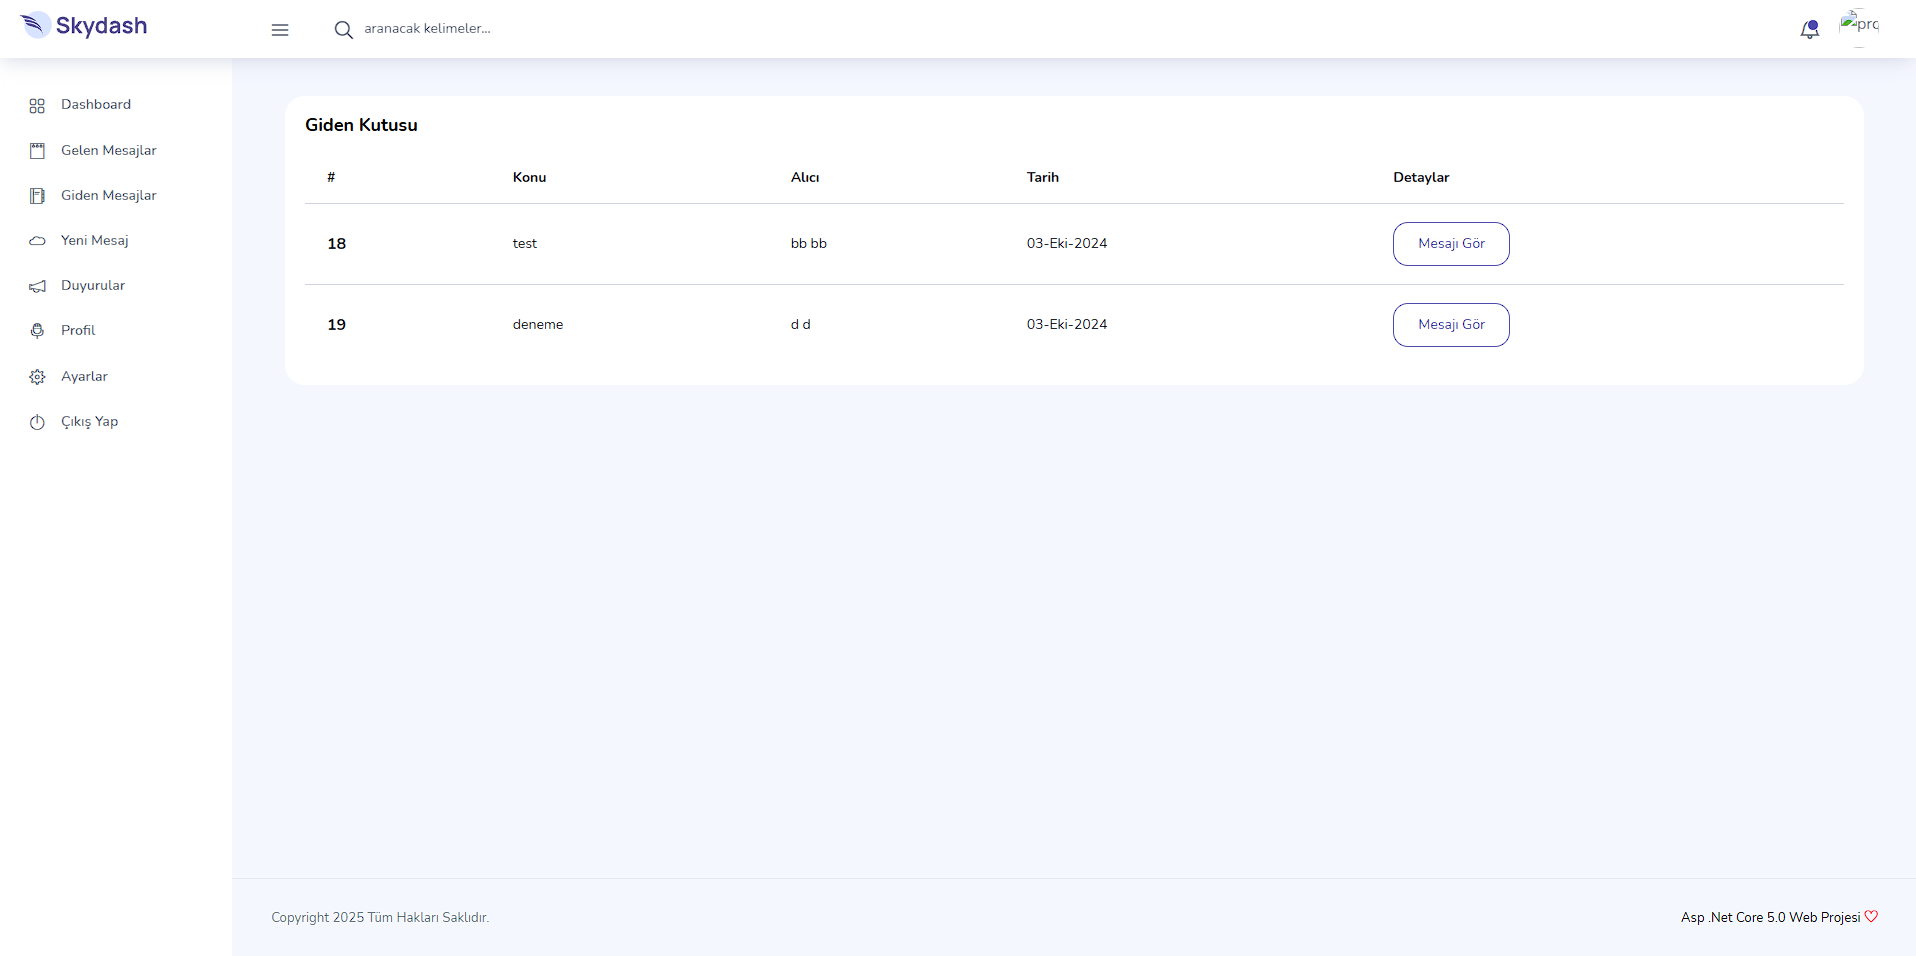 Skydash
aranacak kelimeler...
Dashboard
Gelen Mesajlar
Giden Mesajlar
Yeni Mesaj
Duyurular
Profil
Ayarlar
Çıkış Yap
Giden Kutusu
# Konu Alıcı Tarih Detaylar
18 test bb bb 03-Eki-2024 Mesajı Gör
19 deneme d d 03-Eki-2024 Mesajı Gör
Copyright 2025 Tüm Hakları Saklıdır.
Asp .Net Core 5.0 Web Projesi